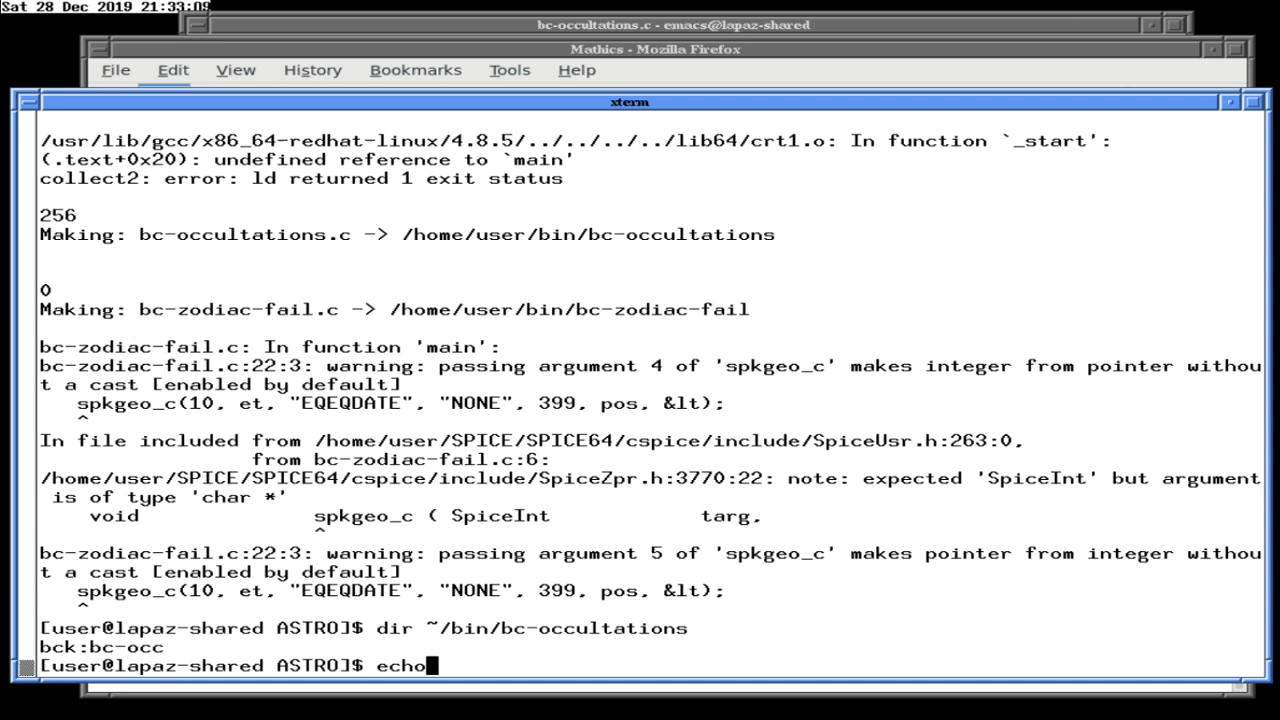 Sat 28 Dec 2019 21:33:09
bc-occultations.c - emacs@lapaz-shared
Mathics - Mozilla Firefox
File Edit View History Bookmarks Tools Help
xterm
/usr/lib/gcc/x86_64-redhat-linux/4.8.5/../../../../lib64/crt1.o: In function `_start':
(.text+0x20): undefined reference to `main'
collect2: error: ld returned 1 exit status
256
Making: bc-occultations.c -> /home/user/bin/bc-occultations
0
Making: bc-zodiac-fail.c -> /home/user/bin/bc-zodiac-fail
bc-zodiac-fail.c: In function 'main':
bc-zodiac-fail.c:22:3: warning: passing argument 4 of 'spkgeo_c' makes integer from pointer withou
t a cast [enabled by default]
spkgeo_c(10, et, "EQEQDATE", "NONE", 399, pos, &lt);
^
In file included from /home/user/SPICE/SPICE64/cspice/include/SpiceUsr.h:263:0,
from bc-zodiac-fail.c:6:
/home/user/SPICE/SPICE64/cspice/include/SpiceZpr.h:3770:22: note: expected 'SpiceInt' but argument
is of type 'char *'
void spkgeo_c ( SpiceInt targ,
^
bc-zodiac-fail.c:22:3: warning: passing argument 5 of 'spkgeo_c' makes pointer from integer withou
t a cast [enabled by default]
spkgeo_c(10, et, "EQEQDATE", "NONE", 399, pos, &lt);
^
[user@lapaz-shared ASTRO]$ dir ~/bin/bc-occultations
bck:bc-occ
[user@lapaz-shared ASTRO]$ echo